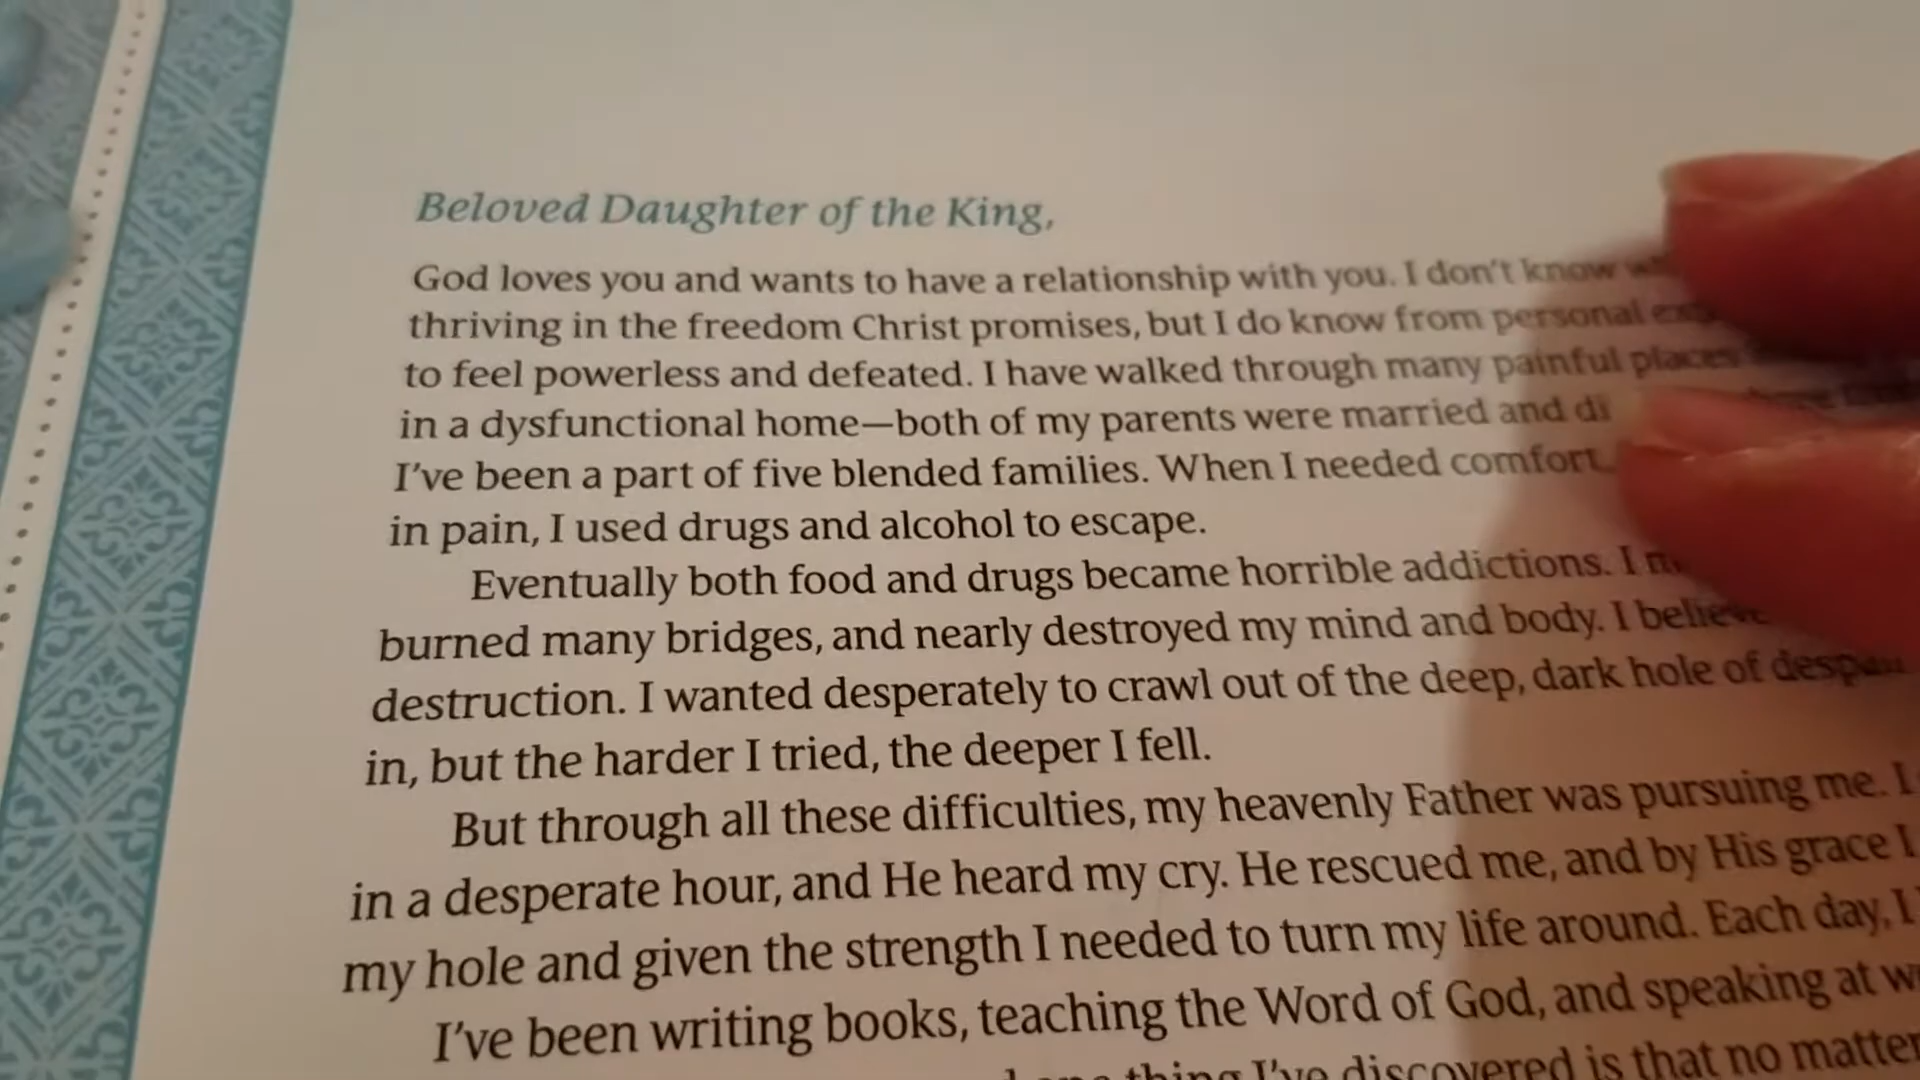 Beloved Daughter of the King,
God loves you and wants to have a relationship with you. I don't know
thriving in the freedom Christ promises, but I do know from personal
to feel powerless and defeated. I have walked through many painful places
in a dysfunctional home—both of my parents were married and
I've been a part of five blended families. When I needed comfort
in pain, I used drugs and alcohol to escape.
Eventually both food and drugs became horrible addictions. I
burned many bridges, and nearly destroyed my mind and body. I
destruction. I wanted desperately to crawl out of the deep, dark hole of
in, but the harder I tried, the deeper I fell.
But through all these difficulties, my heavenly Father was pursuing me. I
in a desperate hour, and He heard my cry. He rescued me, and by His grace I
my hole and given the strength I needed to turn my life around. Each day, I
I've been writing books, teaching the Word of God, and speaking at
thing I've discovered is that no matter